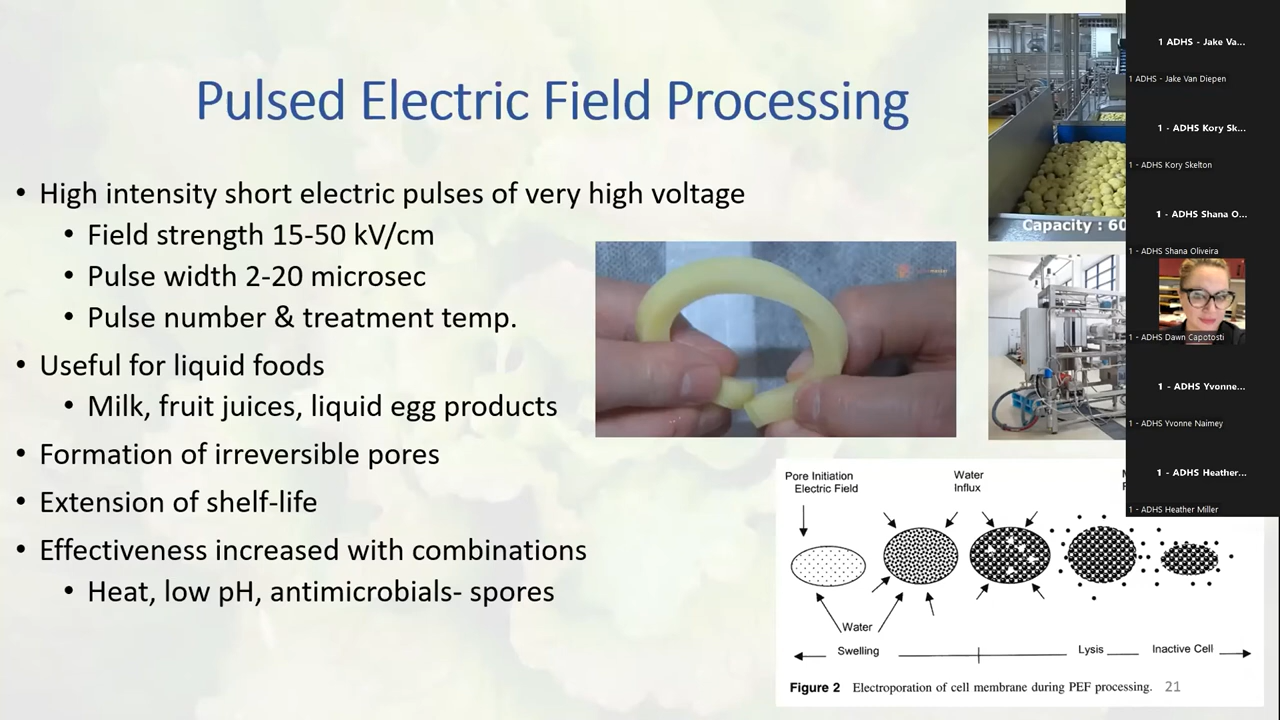 Pulsed Electric Field Processing
• High intensity short electric pulses of very high voltage
• Field strength 15-50 kV/cm
• Pulse width 2-20 microsec
• Pulse number & treatment temp.
• Useful for liquid foods
• Milk, fruit juices, liquid egg products
• Formation of irreversible pores
• Extension of shelf-life
• Effectiveness increased with combinations
• Heat, low pH, antimicrobials- spores
Capacity : 60
Pore Initiation
Electric Field
Water
Influx
Water
Swelling
Lysis
Inactive Cell
Figure 2 Electroporation of cell membrane during PEF processing.
21
1 ADHS - Jake Va...
1 ADHS - Jake Van Diepen
1 - ADHS Kory Sk...
1 - ADHS Kory Skelton
1 - ADHS Shana O...
1 - ADHS Shana Oliveira
1 - ADHS Dawn Capotosti
1 - ADHS Yvonne...
1 - ADHS Yvonne Naimey
1 - ADHS Heather...
1 - ADHS Heather Miller